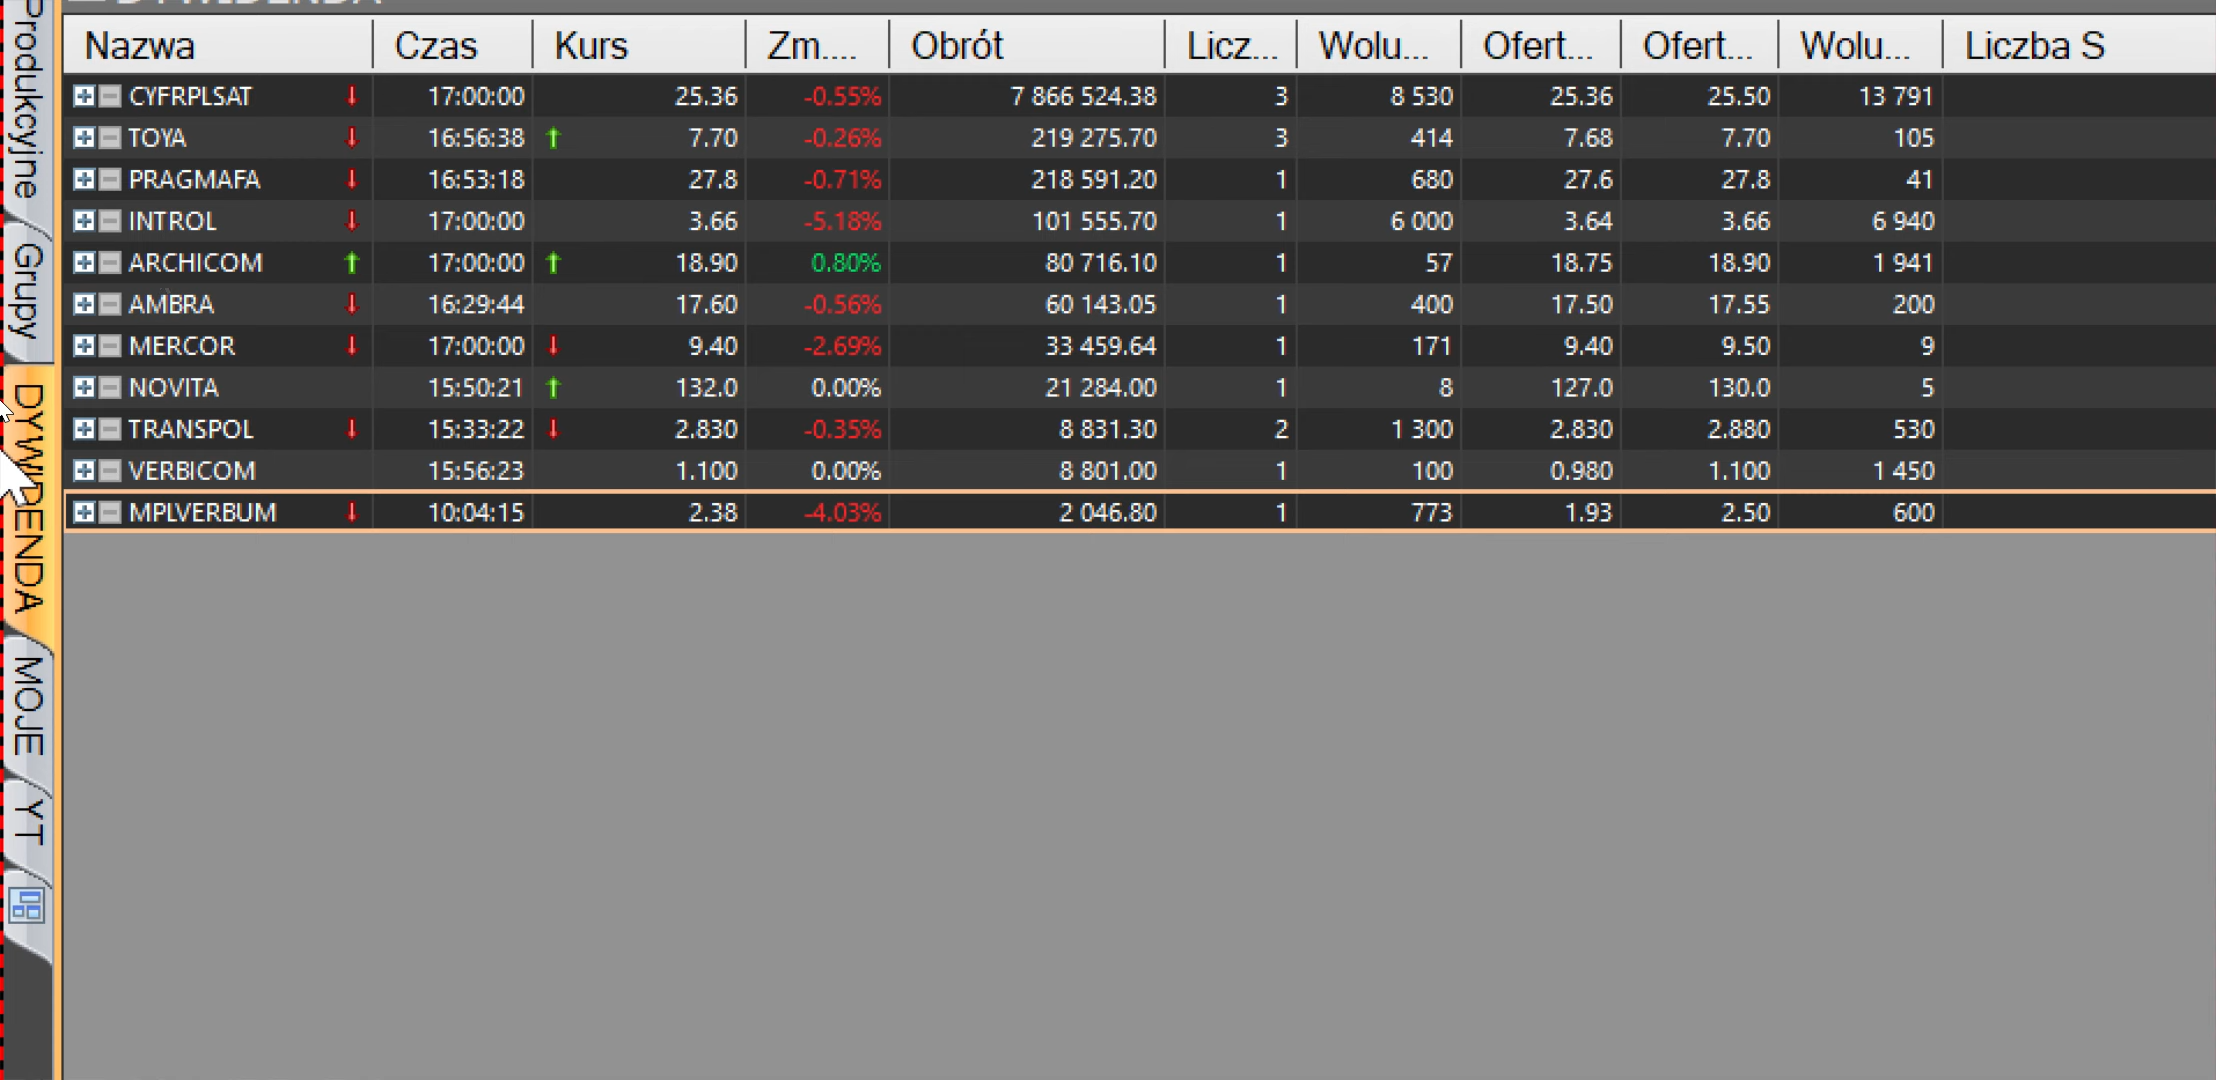 Nazwa Czas Kurs Zm.... Obrót Licz... Wolu... Ofert... Ofert... Wolu... Liczba S
CYFRPLSAT 17:00:00 25.36 -0.55% 7 866 524.38 3 8 530 25.36 25.50 13 791
TOYA 16:56:38 7.70 -0.26% 219 275.70 3 414 7.68 7.70 105
PRAGMAFA 16:53:18 27.8 -0.71% 218 591.20 1 680 27.6 27.8 41
INTROL 17:00:00 3.66 -5.18% 101 555.70 1 6 000 3.64 3.66 6 940
ARCHICOM 17:00:00 18.90 0.80% 80 716.10 1 57 18.75 18.90 1 941
AMBRA 16:29:44 17.60 -0.56% 60 143.05 1 400 17.50 17.55 200
MERCOR 17:00:00 9.40 -2.69% 33 459.64 1 171 9.40 9.50 9
NOVITA 15:50:21 132.0 0.00% 21 284.00 1 8 127.0 130.0 5
TRANSPOL 15:33:22 2.830 -0.35% 8 831.30 2 1 300 2.830 2.880 530
VERBICOM 15:56:23 1.100 0.00% 8 801.00 1 100 0.980 1.100 1 450
MPLVERBUM 10:04:15 2.38 -4.03% 2 046.80 1 773 1.93 2.50 600
Produkcyjne
Grupy
DYWIDENDA
MOJE
YT